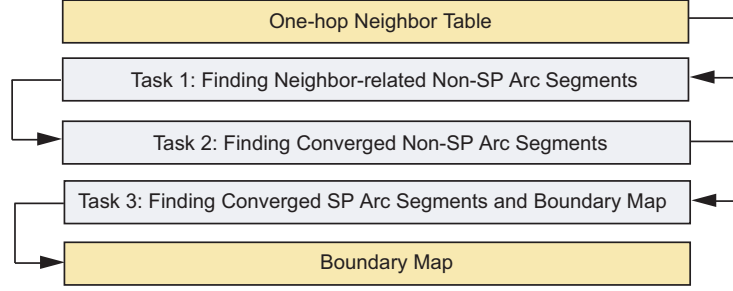 One-hop Neighbor Table
Task 1: Finding Neighbor-related Non-SP Arc Segments
Task 2: Finding Converged Non-SP Arc Segments
Task 3: Finding Converged SP Arc Segments and Boundary Map
Boundary Map